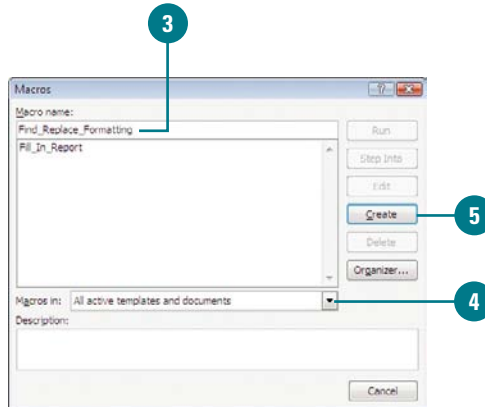 3
Macros
Macro name:
Find_Replace_Formatting
Run
Fill_In_Report
Step Into
Edit
Create
5
Delete
Organizer...
Macros in: All active templates and documents
4
Description:
Cancel